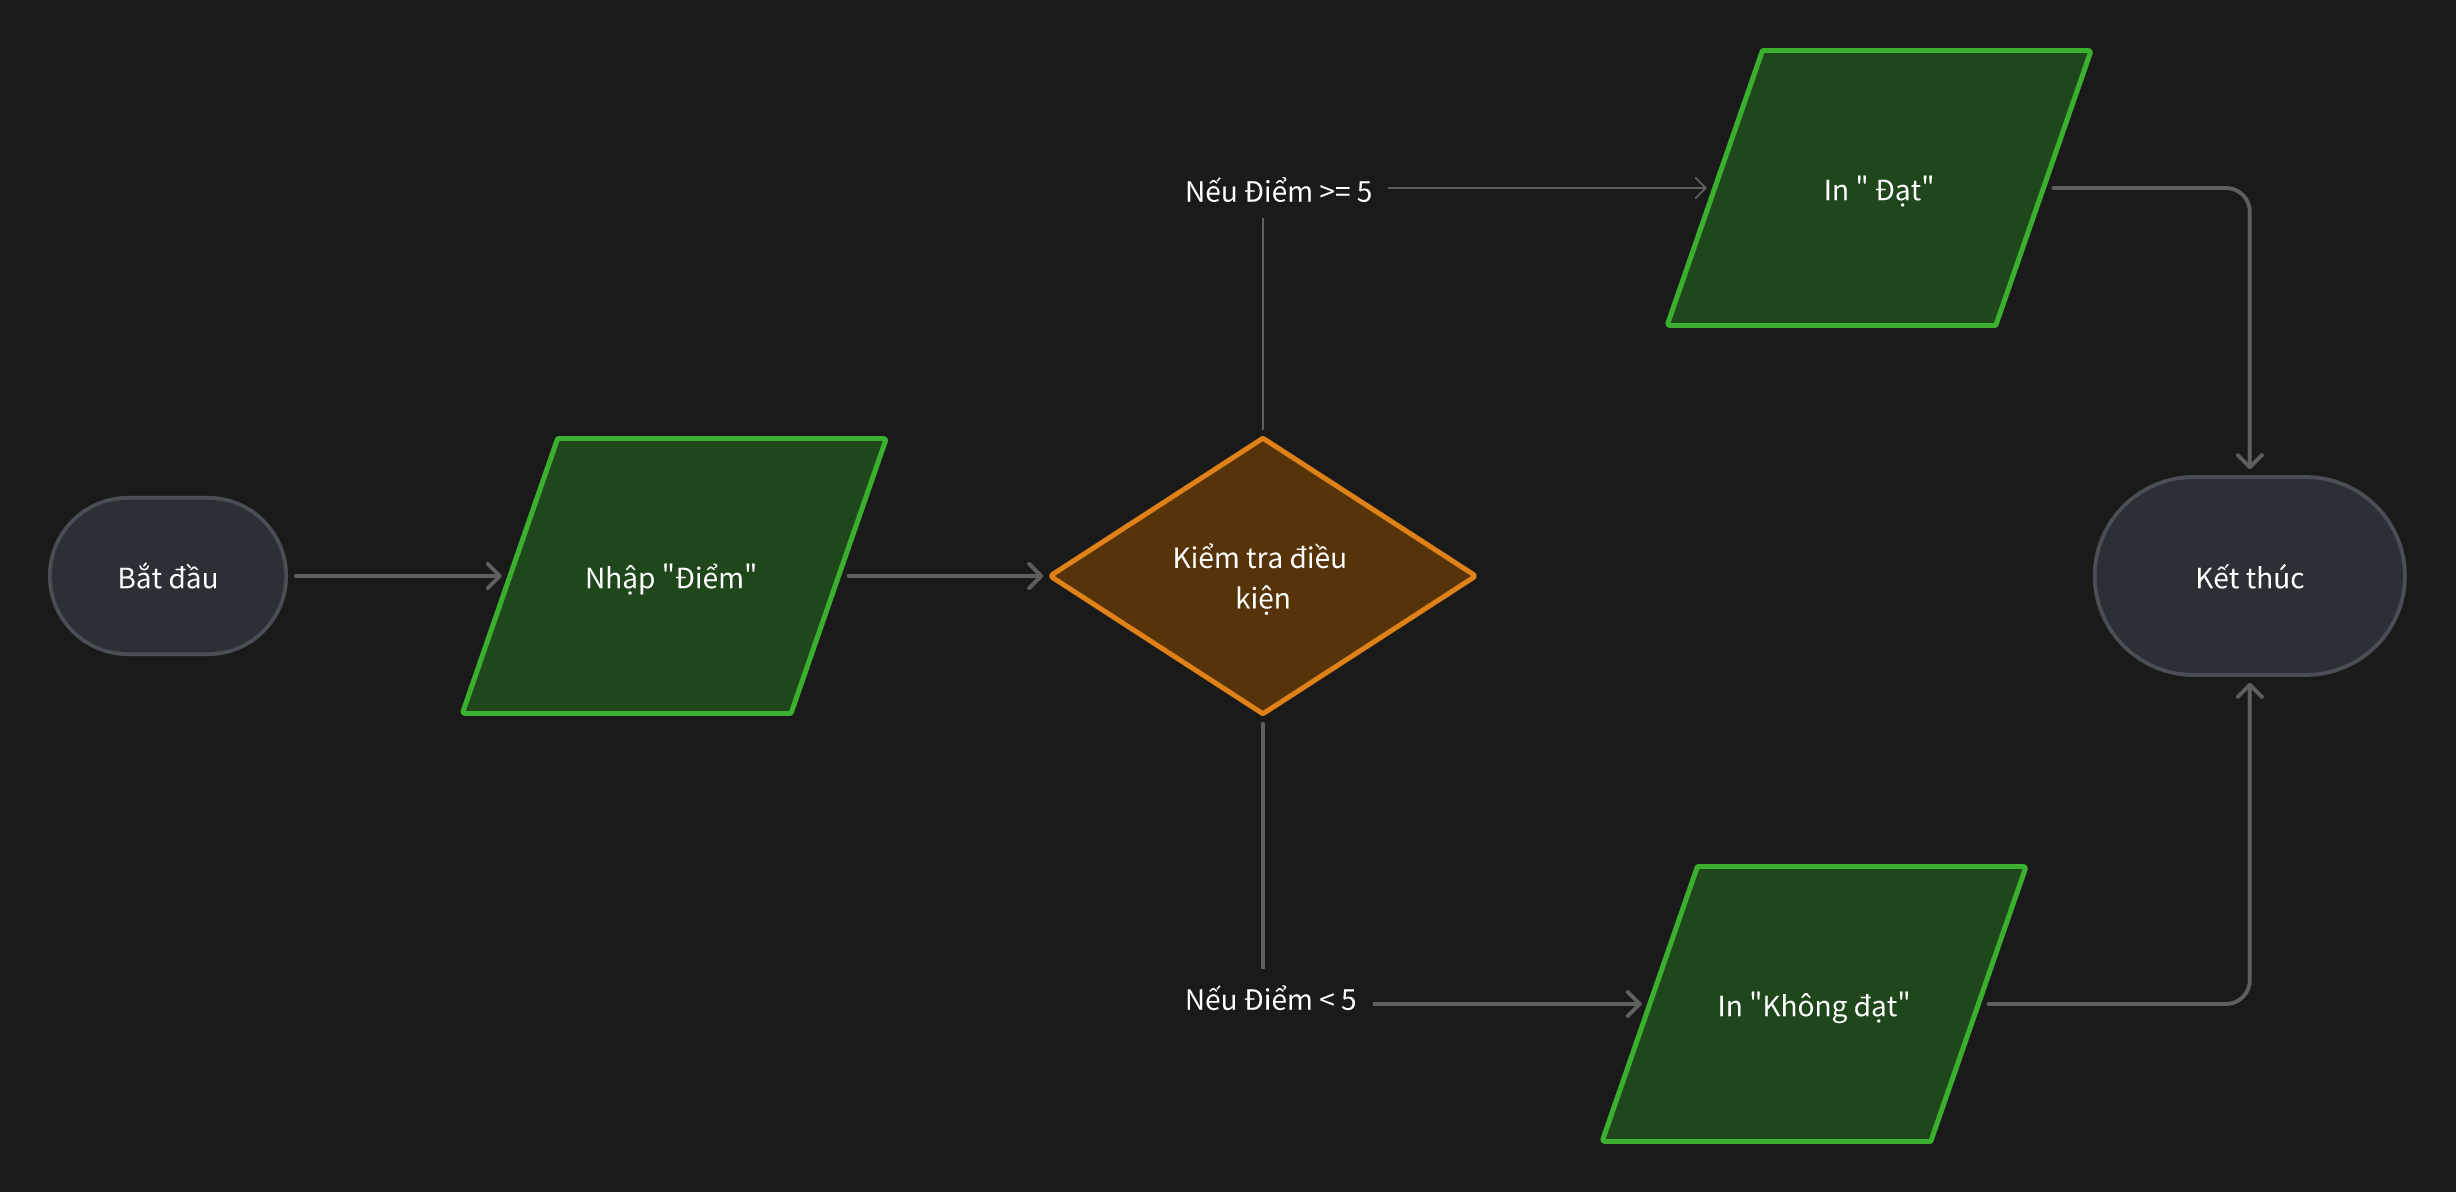 Bắt đầu
Nhập "Điểm"
Kiểm tra điều
kiện
Nếu Điểm >= 5
In " Đạt"
Nếu Điểm < 5
In "Không đạt"
Kết thúc